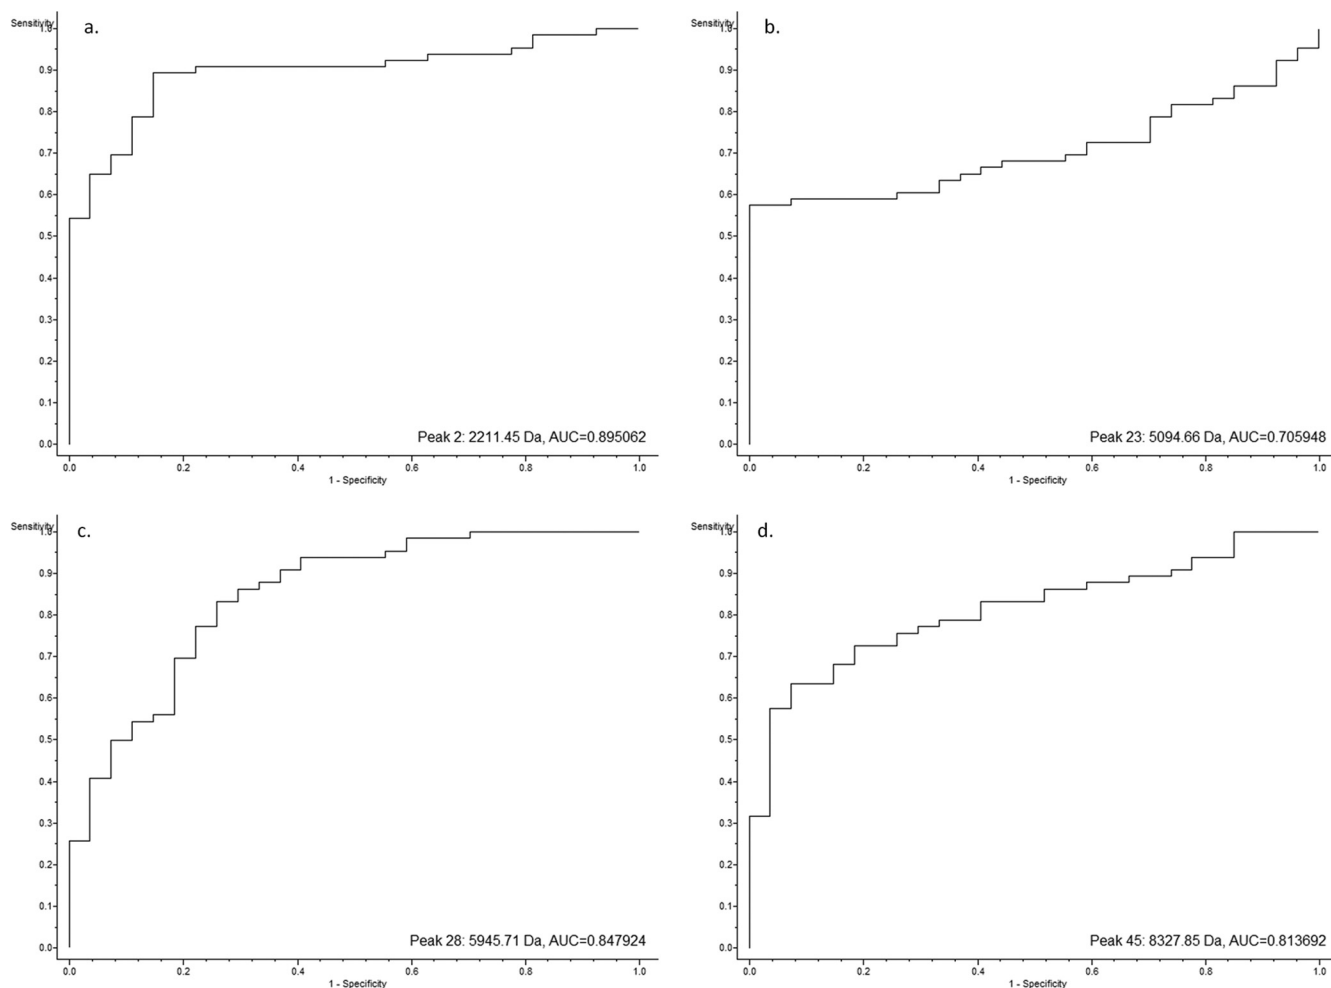 a.
Sensitivity
1.0
0.9
0.8
0.7
0.6
0.5
0.4
0.3
0.2
0.1
0.0
Peak 2: 2211.45 Da, AUC=0.895062
0.0 0.2 0.4 0.6 0.8 1.0
1 - Specificity
b.
Sensitivity
1.0
0.9
0.8
0.7
0.6
0.5
0.4
0.3
0.2
0.1
0.0
Peak 23: 5094.66 Da, AUC=0.705948
0.0 0.2 0.4 0.6 0.8 1.0
1 - Specificity
c.
Sensitivity
1.0
0.9
0.8
0.7
0.6
0.5
0.4
0.3
0.2
0.1
0.0
Peak 28: 5945.71 Da, AUC=0.847924
0.0 0.2 0.4 0.6 0.8 1.0
1 - Specificity
d.
Sensitivity
1.0
0.9
0.8
0.7
0.6
0.5
0.4
0.3
0.2
0.1
0.0
Peak 45: 8327.85 Da, AUC=0.813692
0.0 0.2 0.4 0.6 0.8 1.0
1 - Specificity